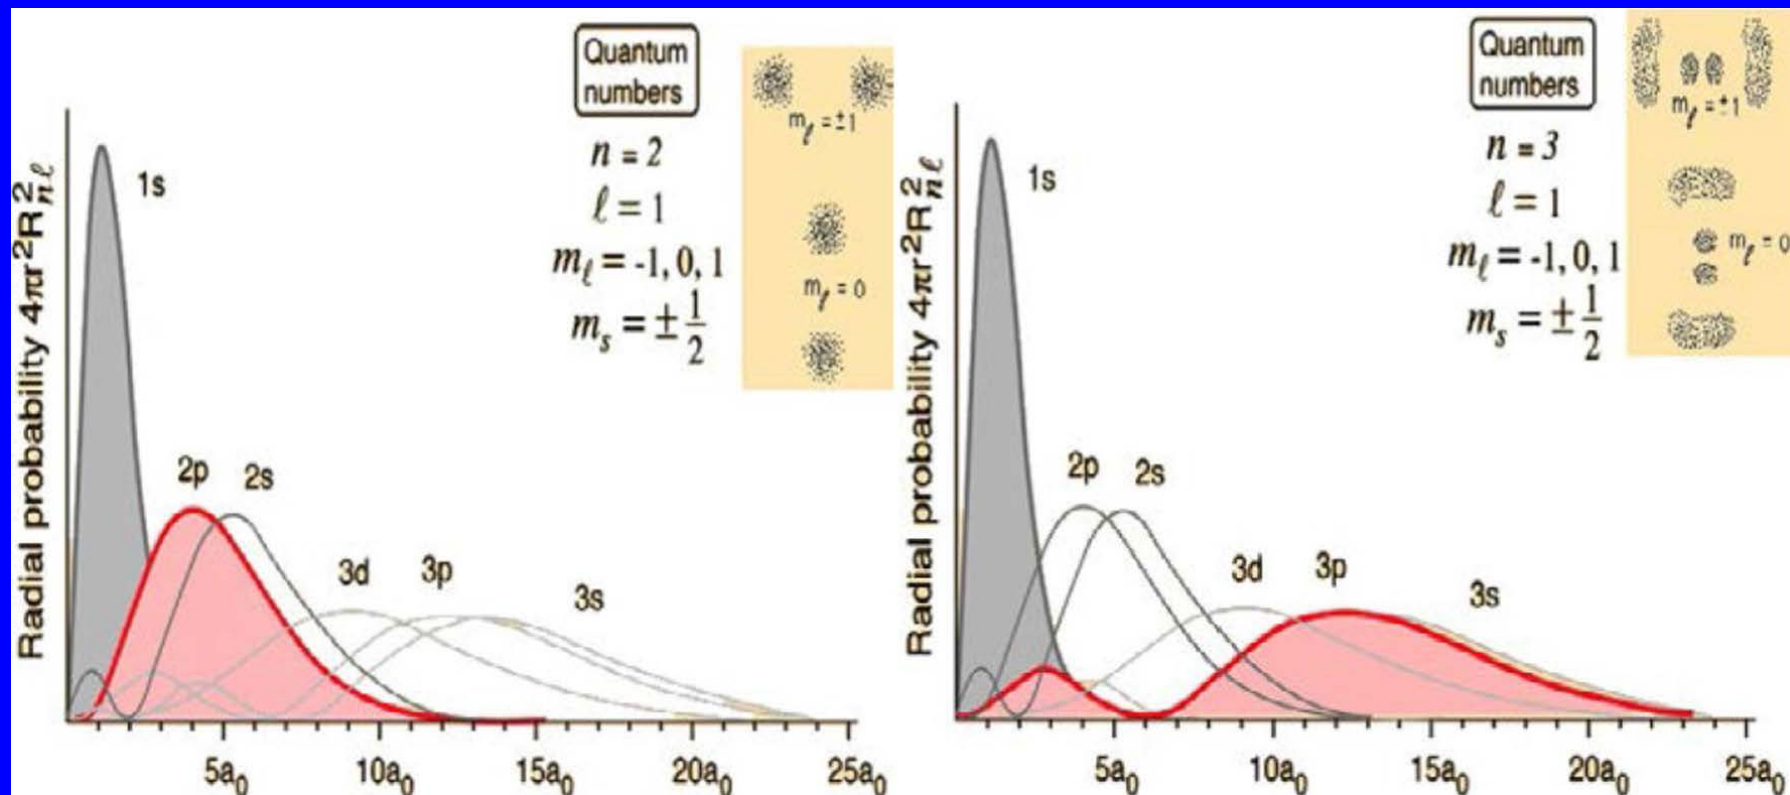 Quantum
numbers
n = 2
ℓ = 1
mℓ = -1, 0, 1
ms = ± 1/2
mℓ = ±1
mℓ = 0
Radial probability 4πr²R²nℓ
1s
2p
2s
3d
3p
3s
5a₀
10a₀
15a₀
20a₀
25a₀
Quantum
numbers
n = 3
ℓ = 1
mℓ = -1, 0, 1
ms = ± 1/2
mℓ = ±1
mℓ = 0
Radial probability 4πr²R²nℓ
1s
2p
2s
3d
3p
3s
5a₀
10a₀
15a₀
20a₀
25a₀